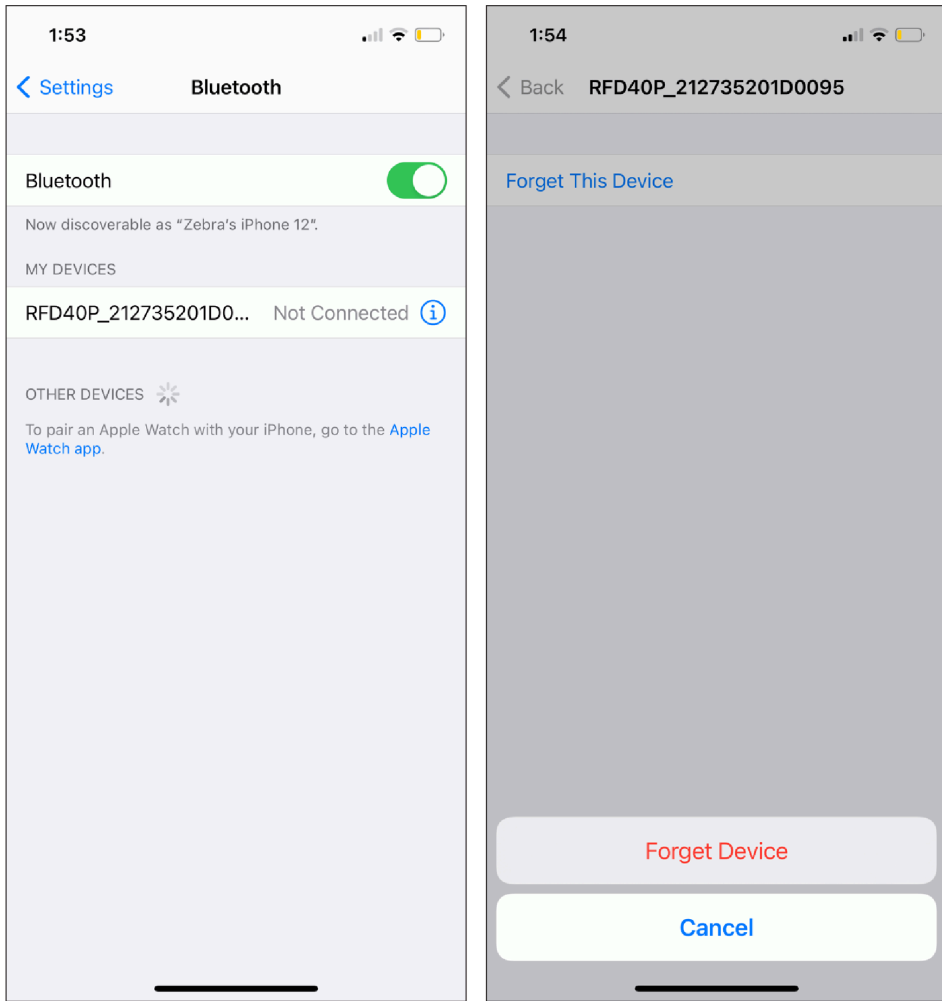 1:53
Settings
Bluetooth
Bluetooth
Now discoverable as “Zebra’s iPhone 12”.
MY DEVICES
RFD40P_212735201D0... Not Connected
OTHER DEVICES
To pair an Apple Watch with your iPhone, go to the Apple
Watch app.
1:54
Back
RFD40P_212735201D0095
Forget This Device
Forget Device
Cancel